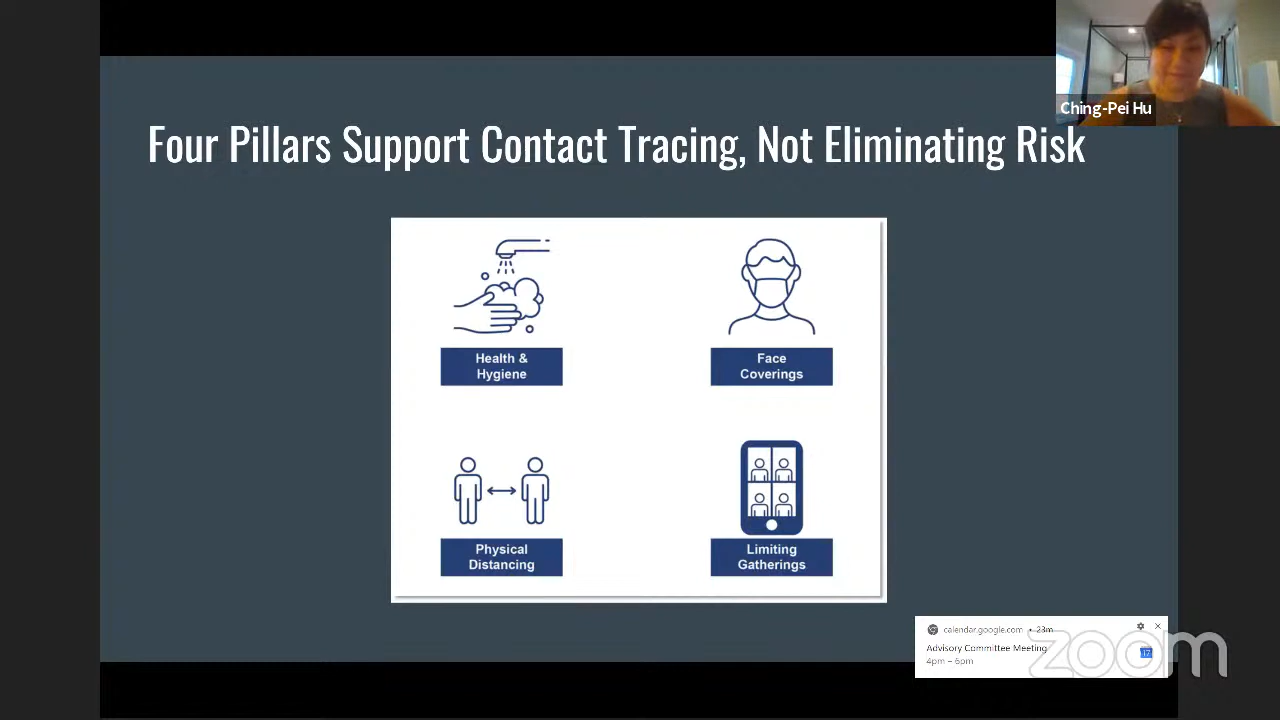 Ching-Pei Hu
Four Pillars Support Contact Tracing, Not Eliminating Risk
Health &
Hygiene
Face
Coverings
Physical
Distancing
Limiting
Gatherings
calendar.google.com • 23m
Advisory Committee Meeting
4pm – 6pm
17
zoom